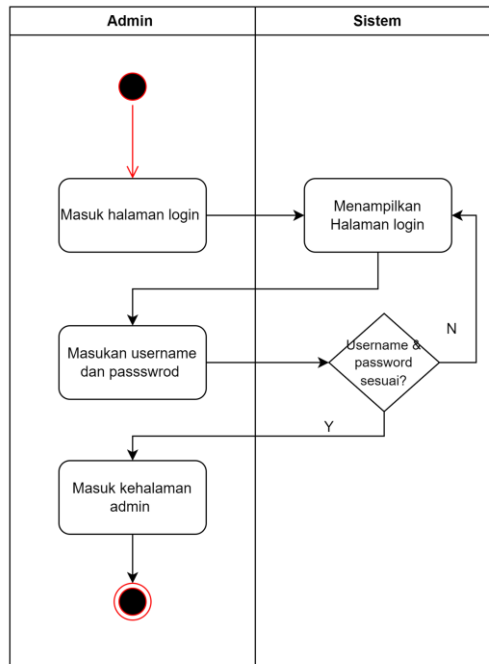 Admin
Sistem
Masuk halaman login
Menampilkan
Halaman login
Masukan username
dan passswrod
Username &
password
sesuai?
N
Y
Masuk kehalaman
admin